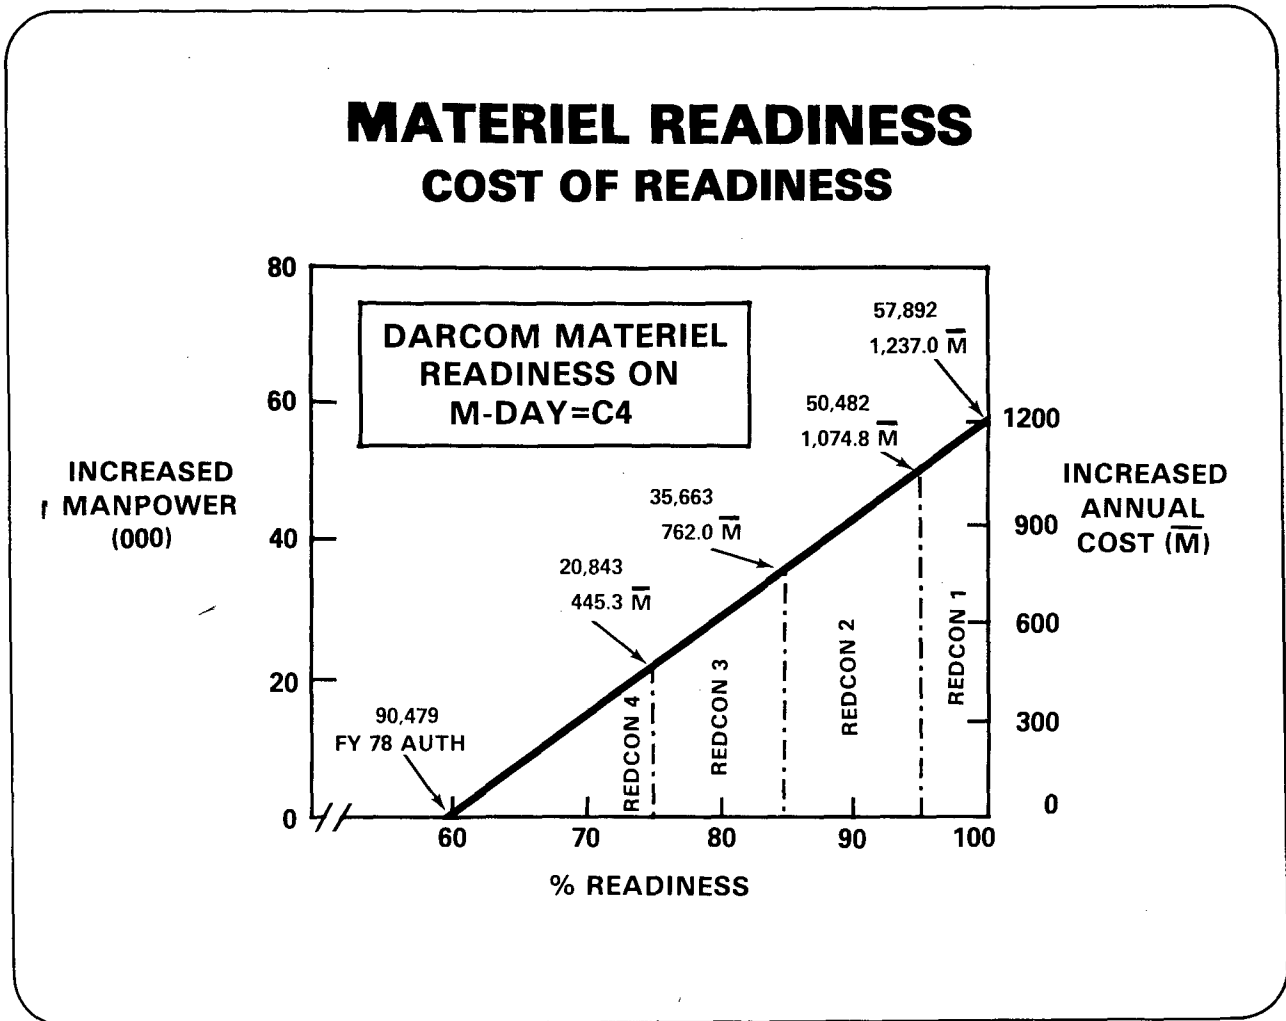 MATERIEL READINESS
COST OF READINESS
DARCOM MATERIEL
READINESS ON
M-DAY=C4
INCREASED
MANPOWER
(000)
80
60
40
20
0
90,479
FY 78 AUTH
20,843
445.3 M̅
35,663
762.0 M̅
50,482
1,074.8 M̅
57,892
1,237.0 M̅
REDCON 4
REDCON 3
REDCON 2
REDCON 1
1200
900
600
300
0
INCREASED
ANNUAL
COST (M̅)
60 70 80 90 100
% READINESS